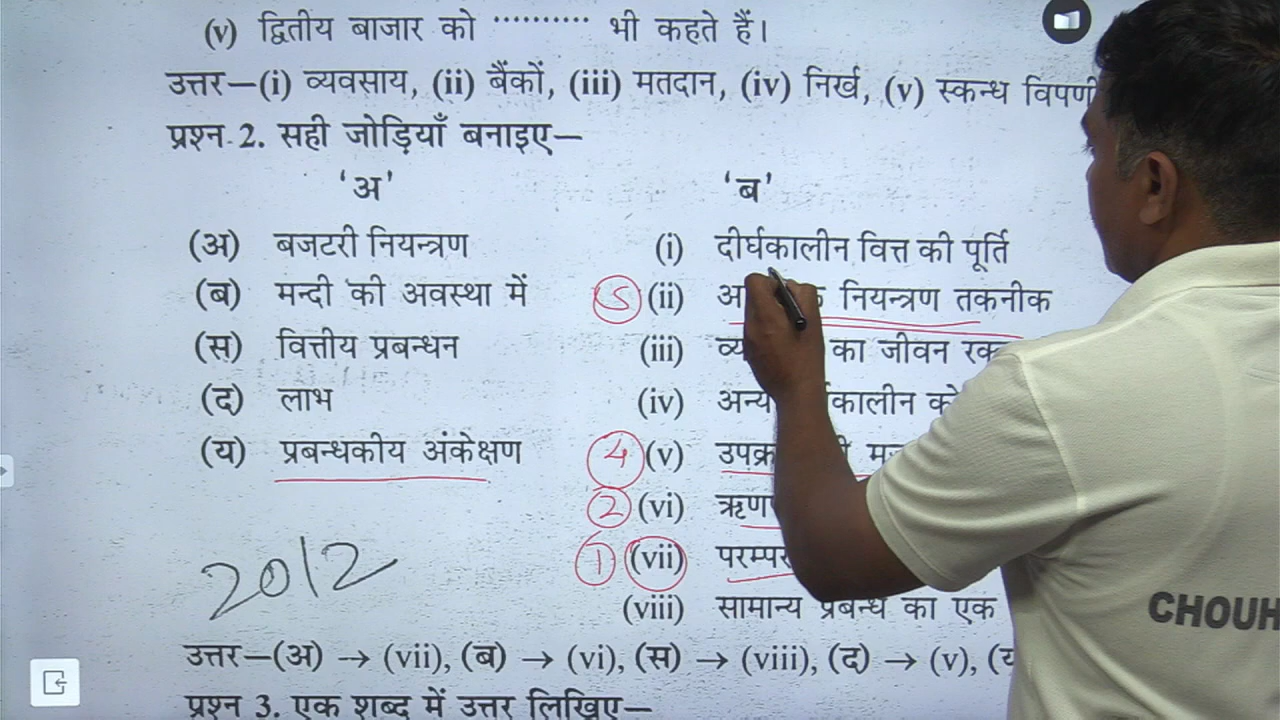 (v) द्वितीय बाजार को ·········· भी कहते हैं।
उत्तर—(i) व्यवसाय, (ii) बैंकों, (iii) मतदान, (iv) निर्ख, (v) स्कन्ध विपणी
प्रश्न 2. सही जोड़ियाँ बनाइए—
'अ' 'ब'
(अ) बजटरी नियन्त्रण (i) दीर्घकालीन वित्त की पूर्ति
(ब) मन्दी की अवस्था में 5 (ii) नियन्त्रण तकनीक
(स) वित्तीय प्रबन्धन (iii) का जीवन
(द) लाभ (iv) अन्य
(य) प्रबन्धकीय अंकेक्षण 4 (v)
2 (vi)
1 (vii)
2012
(viii) सामान्य प्रबन्ध का एक
उत्तर—(अ) → (vii), (ब) → (vi), (स) → (viii), (द) → (v),
प्रश्न 3. एक शब्द में उत्तर लिखिए—
CHOUH